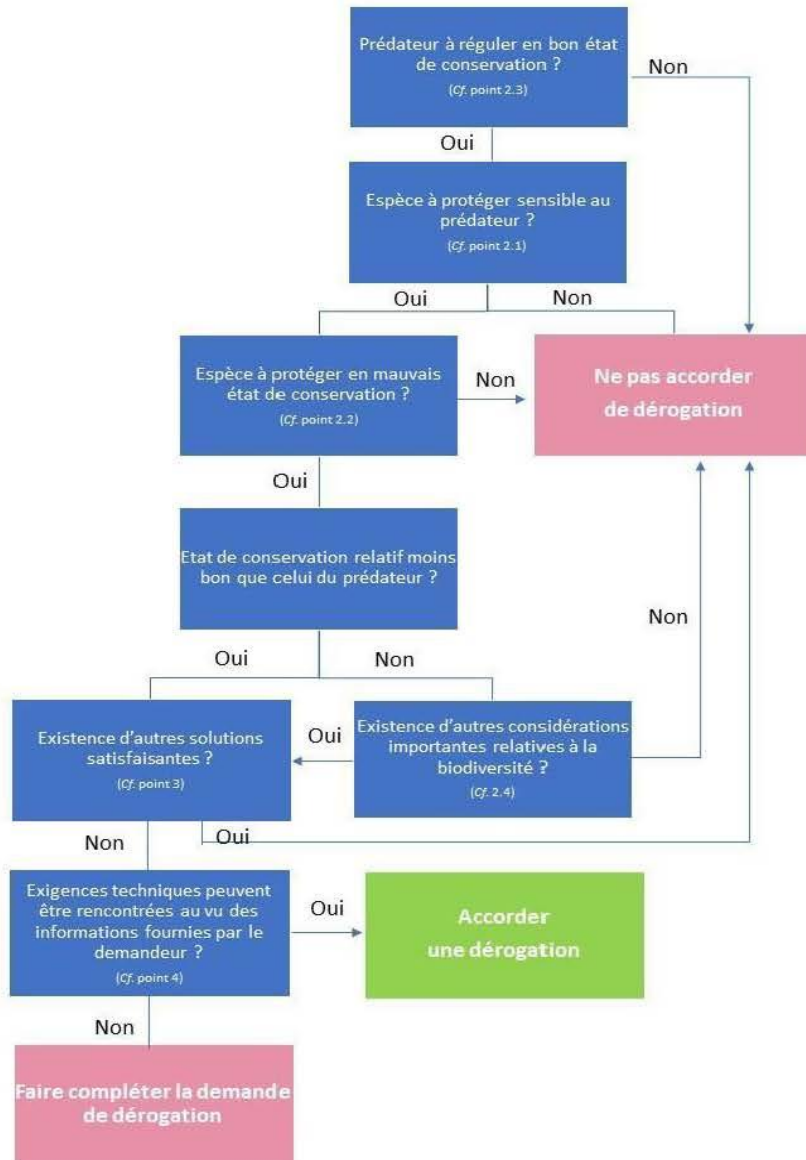 Prédateur à réguler en bon état
de conservation ?
(Cf. point 2.3)
Non
Oui
Espèce à protéger sensible au
prédateur ?
(Cf. point 2.1)
Oui
Non
Espèce à protéger en mauvais
état de conservation ?
(Cf. point 2.2)
Non
Ne pas accorder
de dérogation
Oui
Etat de conservation relatif moins
bon que celui du prédateur ?
Non
Oui
Non
Existence d'autres solutions
satisfaisantes ?
(Cf. point 3)
Oui
Existence d'autres considérations
importantes relatives à la
biodiversité ?
(Cf. 2.4)
Non
Oui
Exigences techniques peuvent
être rencontrées au vu des
informations fournies par le
demandeur ?
(Cf. point 4)
Oui
Accorder
une dérogation
Non
Faire compléter la demande
de dérogation